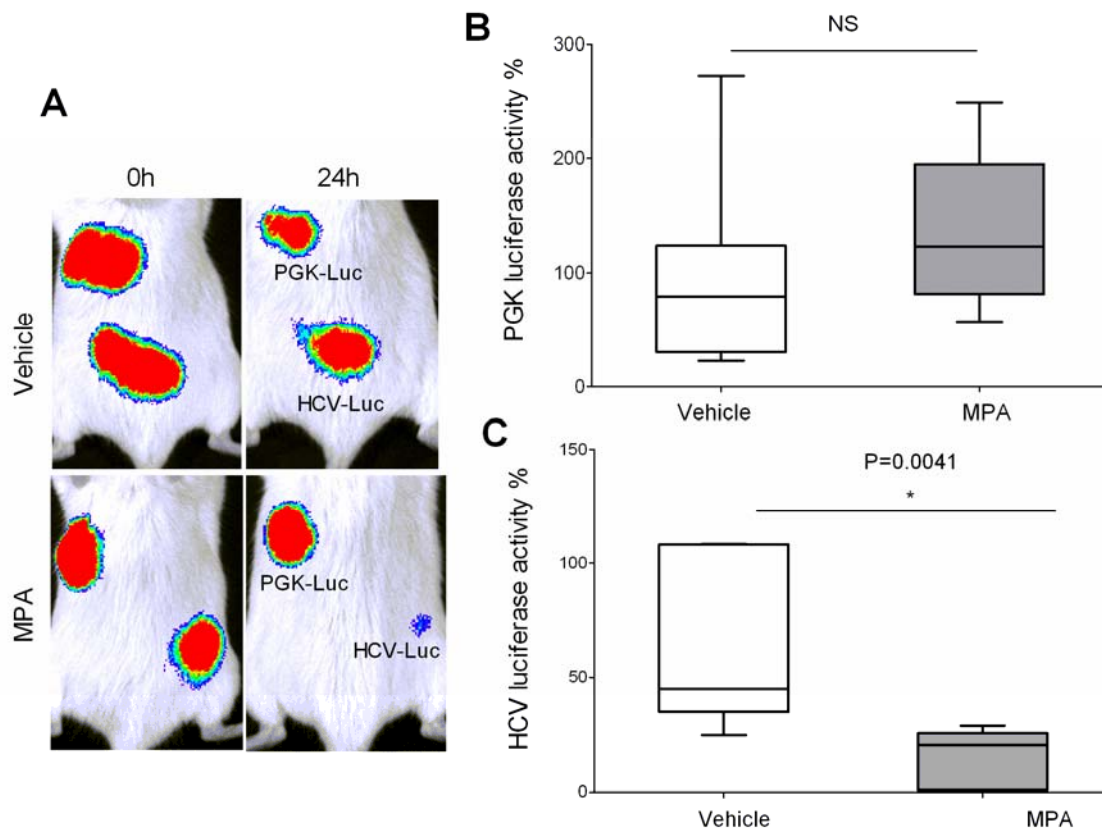 A
0h 24h
Vehicle
PGK-Luc
HCV-Luc
MPA
PGK-Luc
HCV-Luc
B
NS
PGK luciferase activity %
300
200
100
0
Vehicle MPA
C
P=0.0041
*
HCV luciferase activity %
150
100
50
0
Vehicle MPA